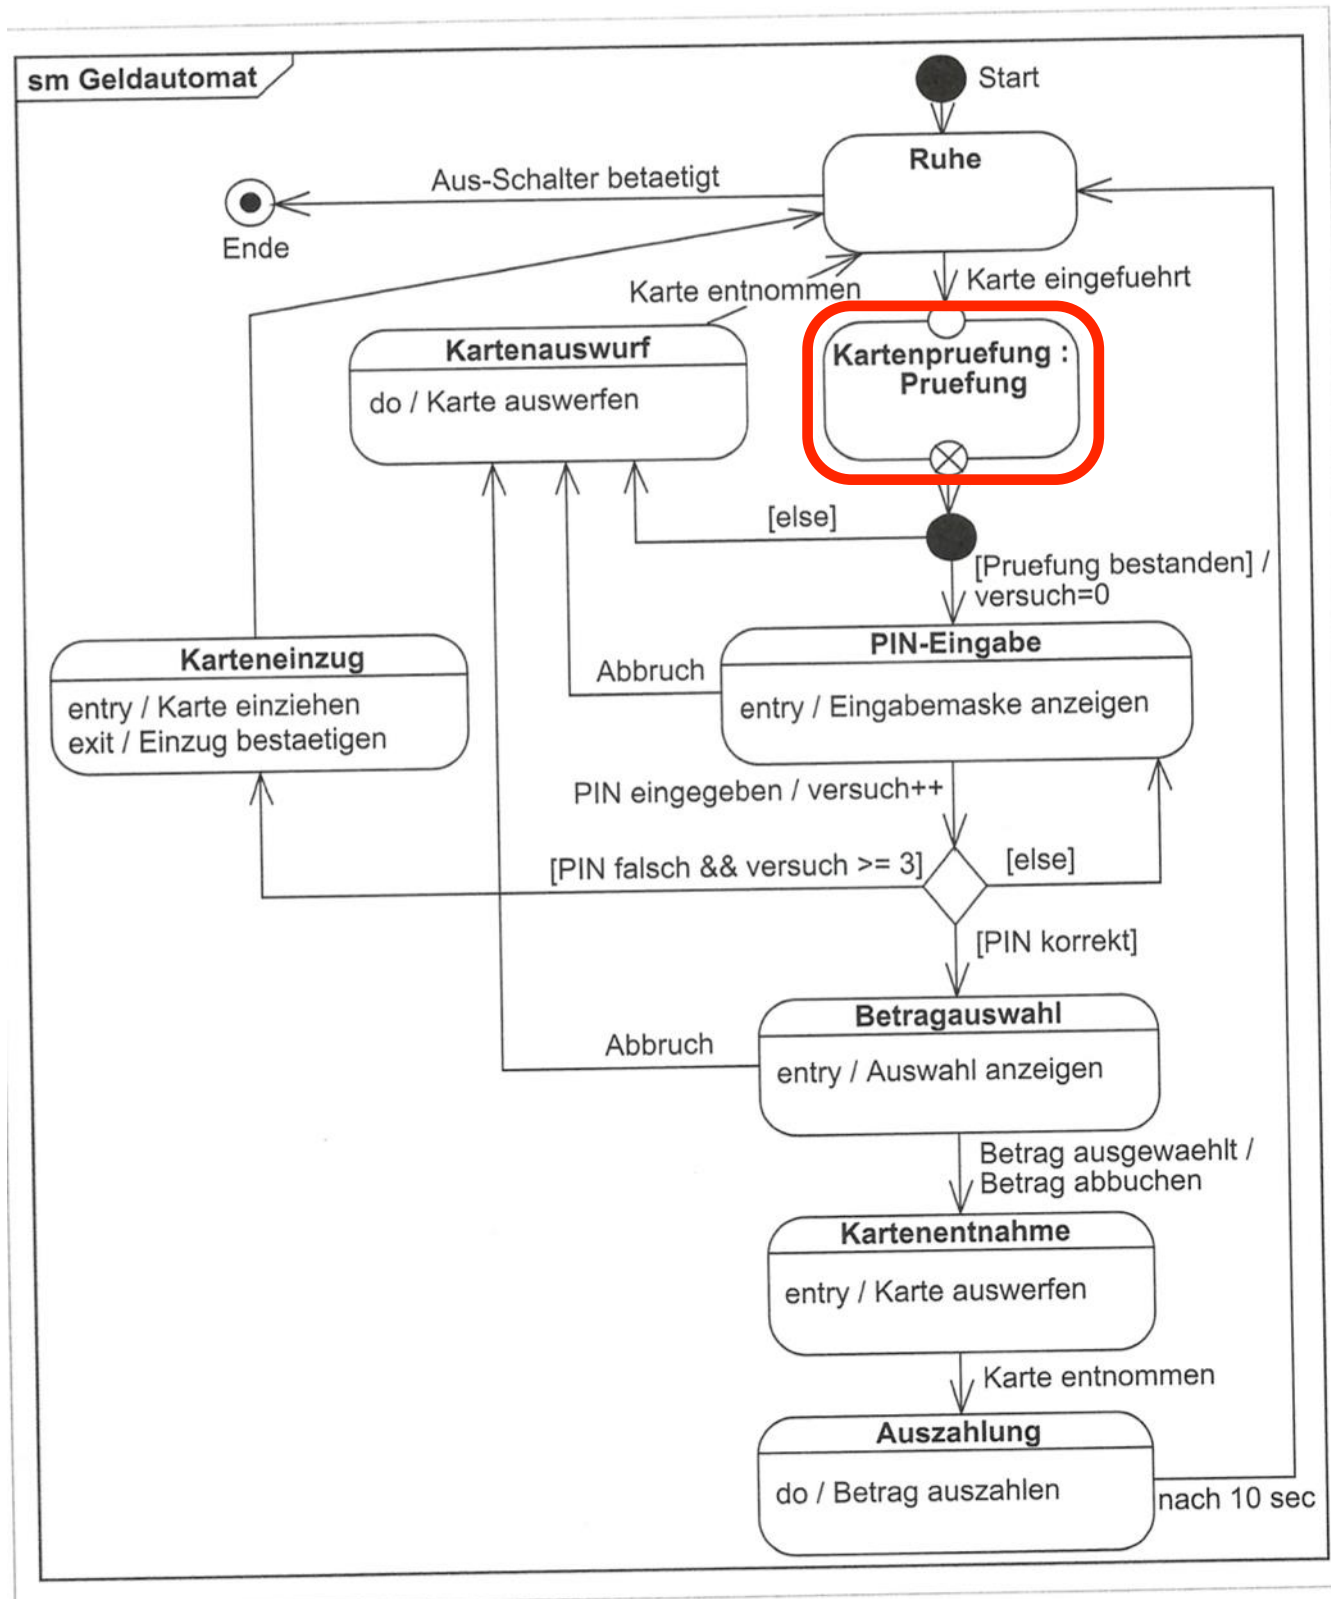 sm Geldautomat
Start
Ruhe
Aus-Schalter betaetigt
Ende
Karte entnommen
Karte eingefuehrt
Kartenauswurf
do / Karte auswerfen
Kartenpruefung :
Pruefung
[else]
[Pruefung bestanden] /
versuch=0
PIN-Eingabe
entry / Eingabemaske anzeigen
Abbruch
Karteneinzug
entry / Karte einziehen
exit / Einzug bestaetigen
PIN eingegeben / versuch++
[PIN falsch && versuch >= 3]
[else]
[PIN korrekt]
Betragauswahl
entry / Auswahl anzeigen
Abbruch
Betrag ausgewaehlt /
Betrag abbuchen
Kartenentnahme
entry / Karte auswerfen
Karte entnommen
Auszahlung
do / Betrag auszahlen
nach 10 sec